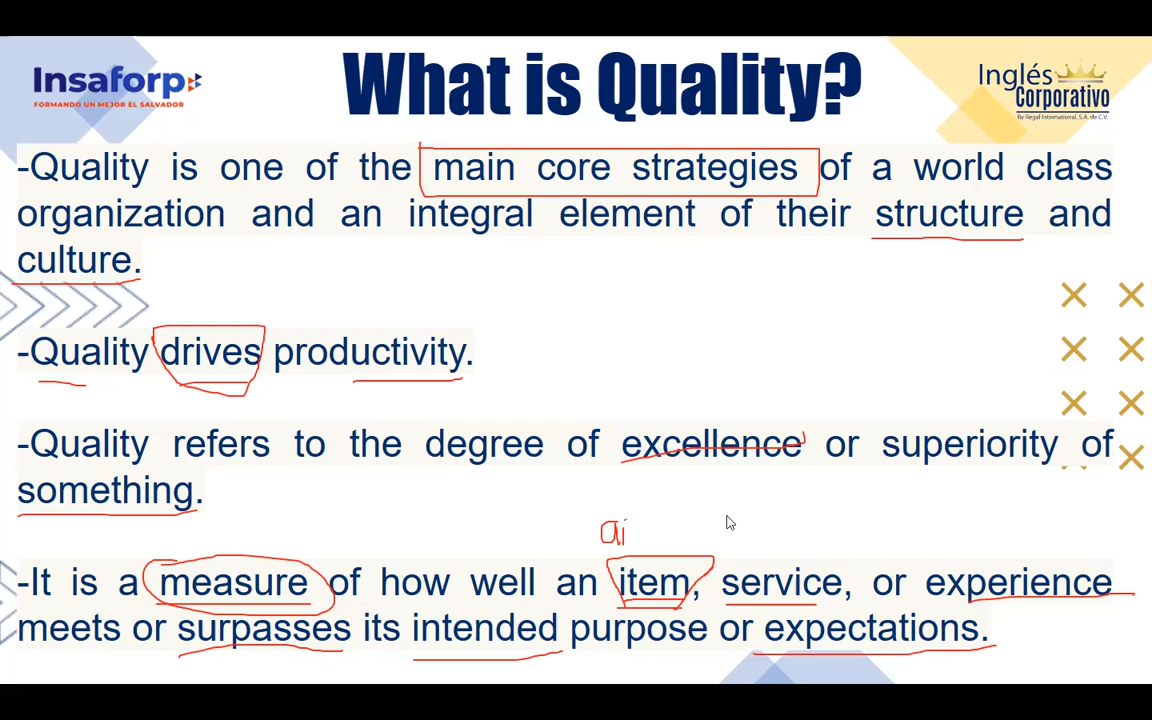 Insaforp
FORMANDO UN MEJOR EL SALVADOR
What is Quality?
Inglés
Corporativo
By Regal International, S.A. de C.V.
-Quality is one of the main core strategies of a world class
organization and an integral element of their structure and
culture.
-Quality drives productivity.
-Quality refers to the degree of excellence or superiority of
something.
ai
-It is a measure of how well an item, service, or experience
meets or surpasses its intended purpose or expectations.